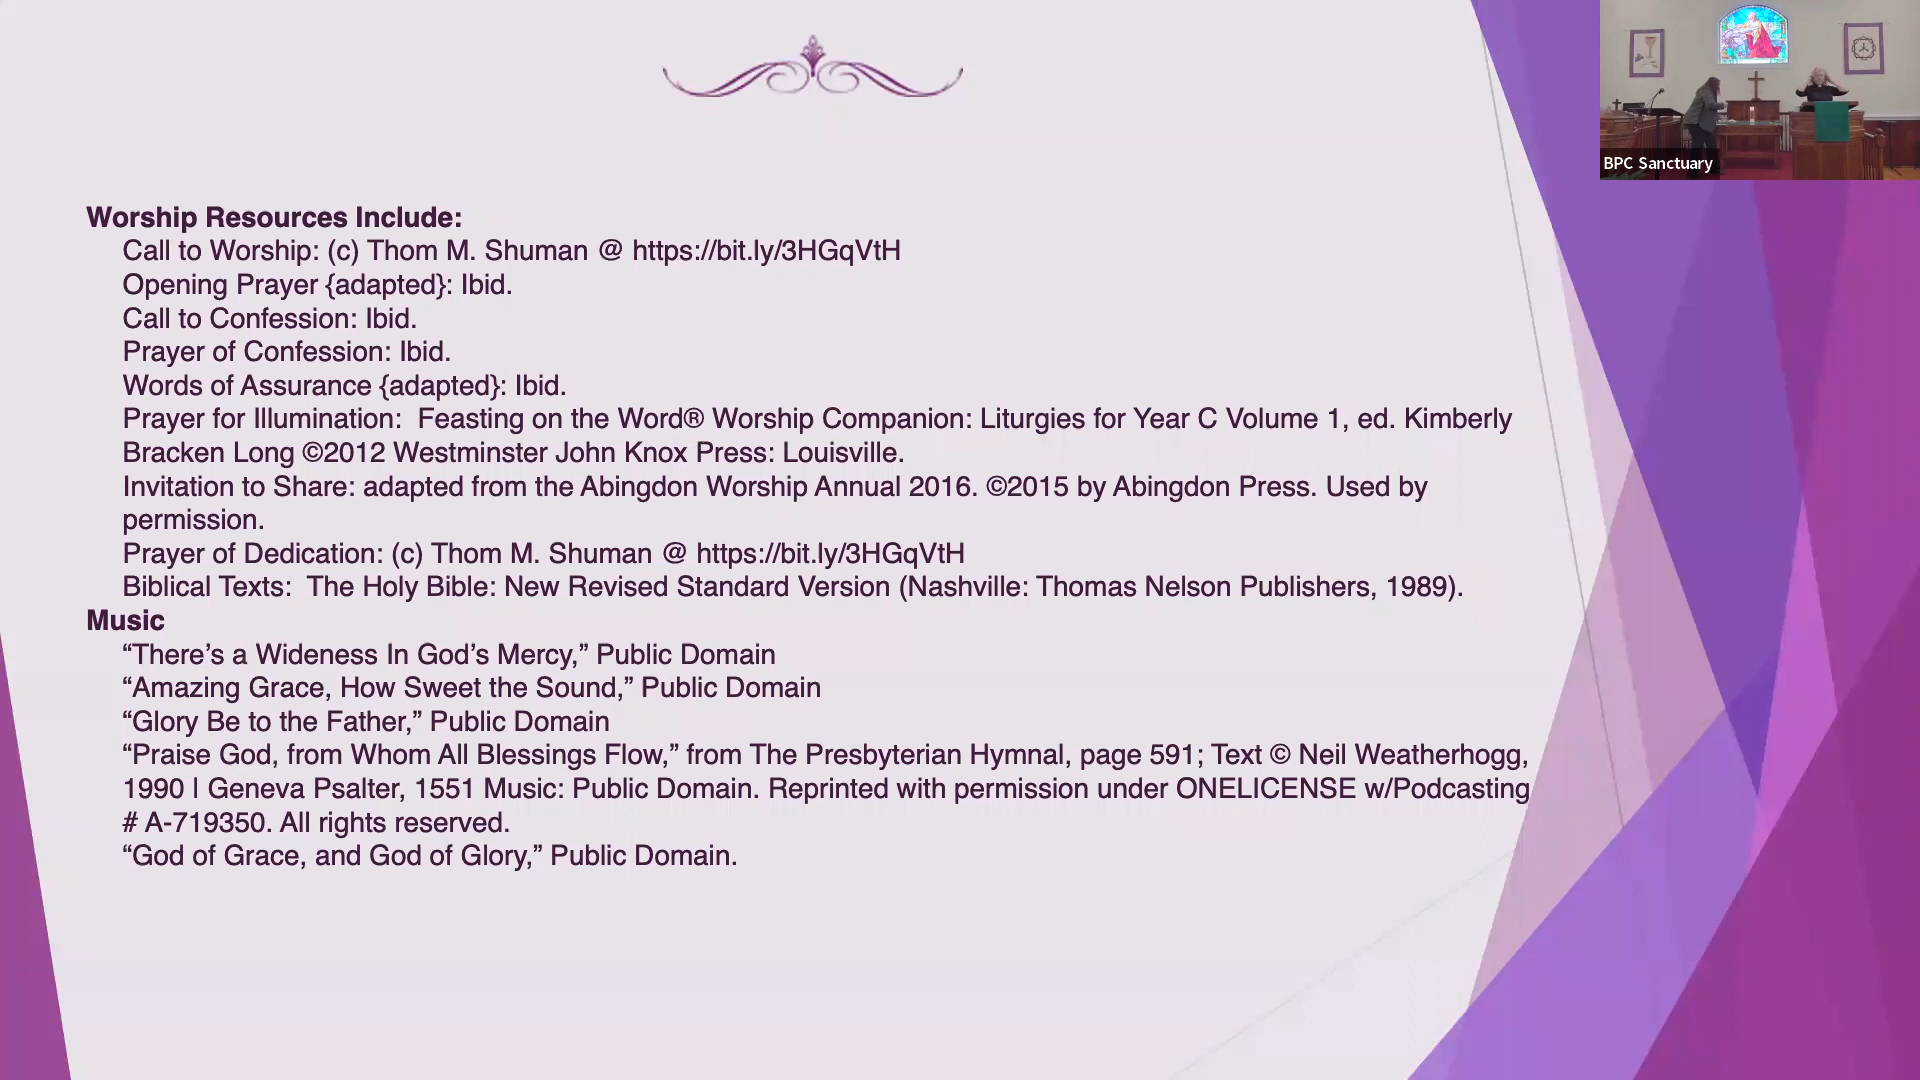 Worship Resources Include:
Call to Worship: (c) Thom M. Shuman @ https://bit.ly/3HGqVtH
Opening Prayer {adapted}: Ibid.
Call to Confession: Ibid.
Prayer of Confession: Ibid.
Words of Assurance {adapted}: Ibid.
Prayer for Illumination:  Feasting on the Word® Worship Companion: Liturgies for Year C Volume 1, ed. Kimberly
Bracken Long ©2012 Westminster John Knox Press: Louisville.
Invitation to Share: adapted from the Abingdon Worship Annual 2016. ©2015 by Abingdon Press. Used by
permission.
Prayer of Dedication: (c) Thom M. Shuman @ https://bit.ly/3HGqVtH
Biblical Texts:  The Holy Bible: New Revised Standard Version (Nashville: Thomas Nelson Publishers, 1989).
Music
“There’s a Wideness In God’s Mercy,” Public Domain
“Amazing Grace, How Sweet the Sound,” Public Domain
“Glory Be to the Father,” Public Domain
“Praise God, from Whom All Blessings Flow,” from The Presbyterian Hymnal, page 591; Text © Neil Weatherhogg,
1990 | Geneva Psalter, 1551 Music: Public Domain. Reprinted with permission under ONELICENSE w/Podcasting
# A-719350. All rights reserved.
“God of Grace, and God of Glory,” Public Domain.
BPC Sanctuary